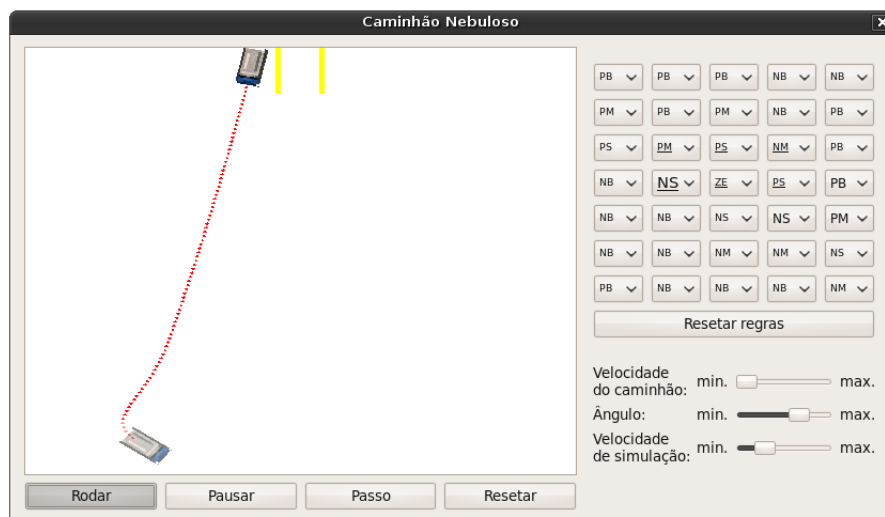 Caminhão Nebuloso
PB PB PB NB NB
PM PB PM NB PB
PS PM PS NM PB
NB NS ZE PS PB
NB NB NS NS PM
NB NB NM NM NS
PB NB NB NB NM
Resetar regras
Velocidade
do caminhão: min. max.
Ângulo: min. max.
Velocidade
de simulação: min. max.
Rodar Pausar Passo Resetar